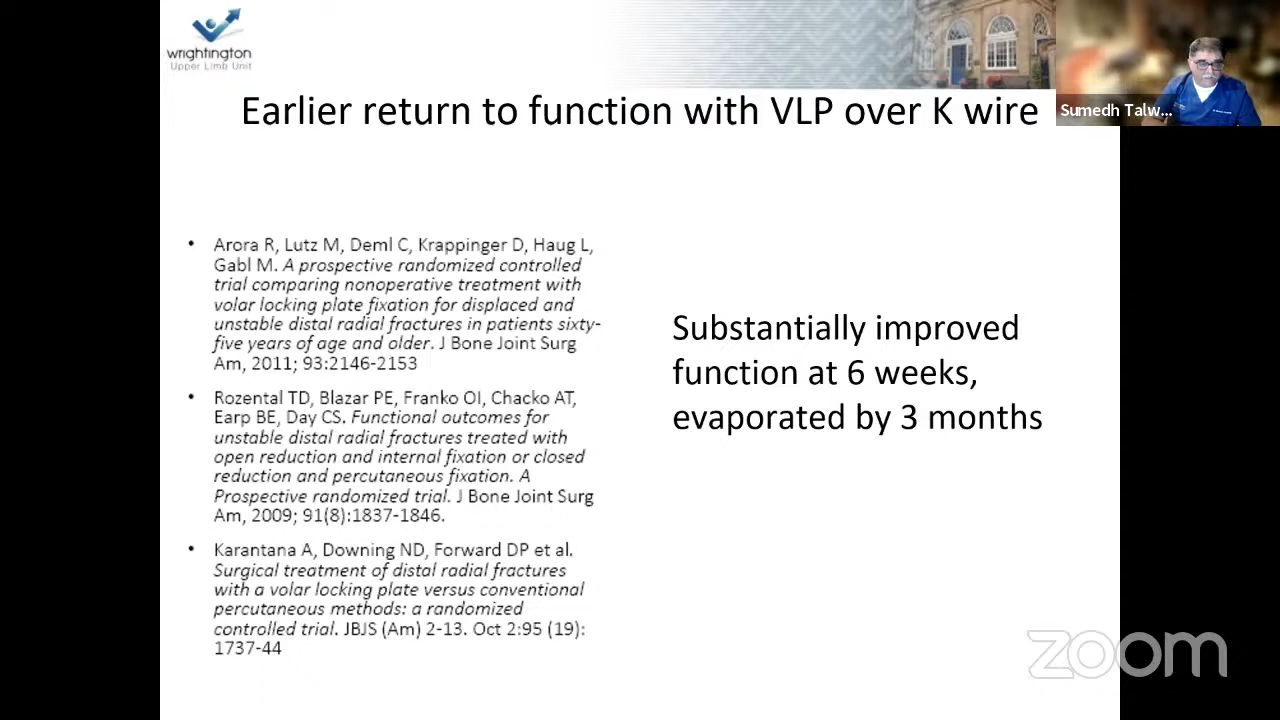 wrightington
Upper Limb Unit
Earlier return to function with VLP over K wire
Sumedh Talw...
• Arora R, Lutz M, Deml C, Krappinger D, Haug L,
Gabl M. A prospective randomized controlled
trial comparing nonoperative treatment with
volar locking plate fixation for displaced and
unstable distal radial fractures in patients sixty-
five years of age and older. J Bone Joint Surg
Am, 2011; 93:2146-2153
• Rozental TD, Blazar PE, Franko OI, Chacko AT,
Earp BE, Day CS. Functional outcomes for
unstable distal radial fractures treated with
open reduction and internal fixation or closed
reduction and percutaneous fixation. A
Prospective randomized trial. J Bone Joint Surg
Am, 2009; 91(8):1837-1846.
• Karantana A, Downing ND, Forward DP et al.
Surgical treatment of distal radial fractures
with a volar locking plate versus conventional
percutaneous methods: a randomized
controlled trial. JBJS (Am) 2-13. Oct 2:95 (19):
1737-44
Substantially improved
function at 6 weeks,
evaporated by 3 months
zoom